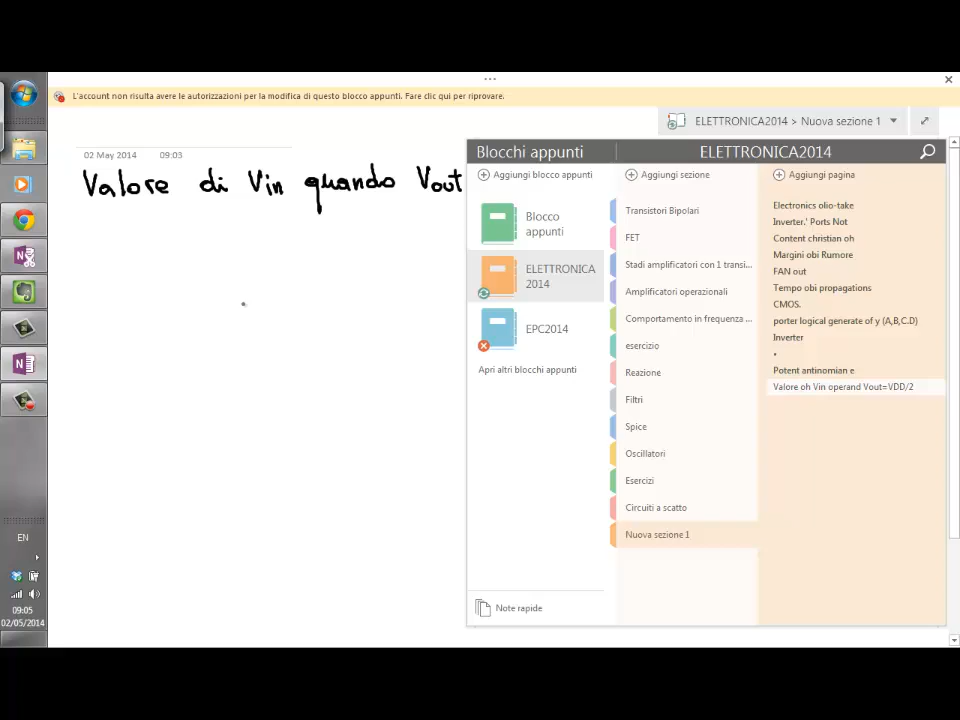 L'account non risulta avere le autorizzazioni per la modifica di questo blocco appunti. Fare clic qui per riprovare.
ELETTRONICA2014 > Nuova sezione 1
02 May 2014 09:03
Valore di Vin quando Vout
Blocchi appunti
ELETTRONICA2014
Aggiungi blocco appunti
Aggiungi sezione
Aggiungi pagina
Blocco
appunti
ELETTRONICA
2014
EPC2014
Apri altri blocchi appunti
Note rapide
Transistori Bipolari
FET
Stadi amplificatori con 1 transi...
Amplificatori operazionali
Comportamento in frequenza ...
esercizio
Reazione
Filtri
Spice
Oscillatori
Esercizi
Circuiti a scatto
Nuova sezione 1
Electronics olio-take
Inverter.' Ports Not
Content christian oh
Margini obi Rumore
FAN out
Tempo obi propagations
CMOS.
porter logical generate of y (A,B,C.D)
Inverter
•
Potent antinomian e
Valore oh Vin operand Vout=VDD/2
EN
09:05
02/05/2014